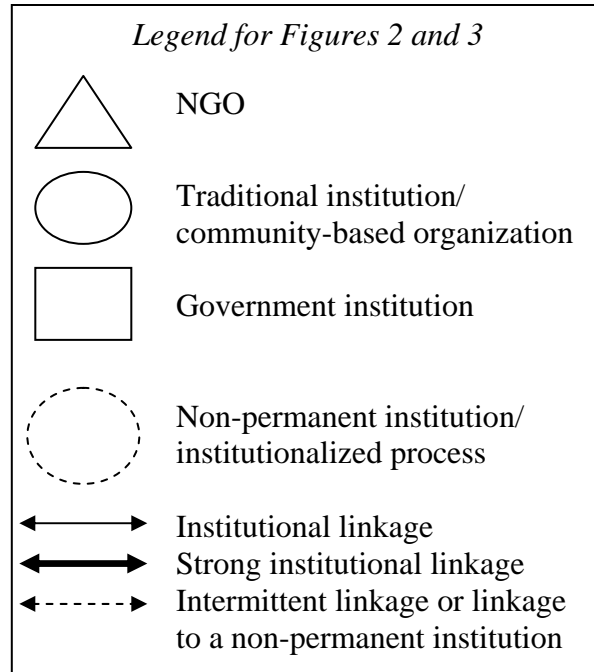 Legend for Figures 2 and 3
NGO
Traditional institution/
community-based organization
Government institution
Non-permanent institution/
institutionalized process
Institutional linkage
Strong institutional linkage
Intermittent linkage or linkage
to a non-permanent institution